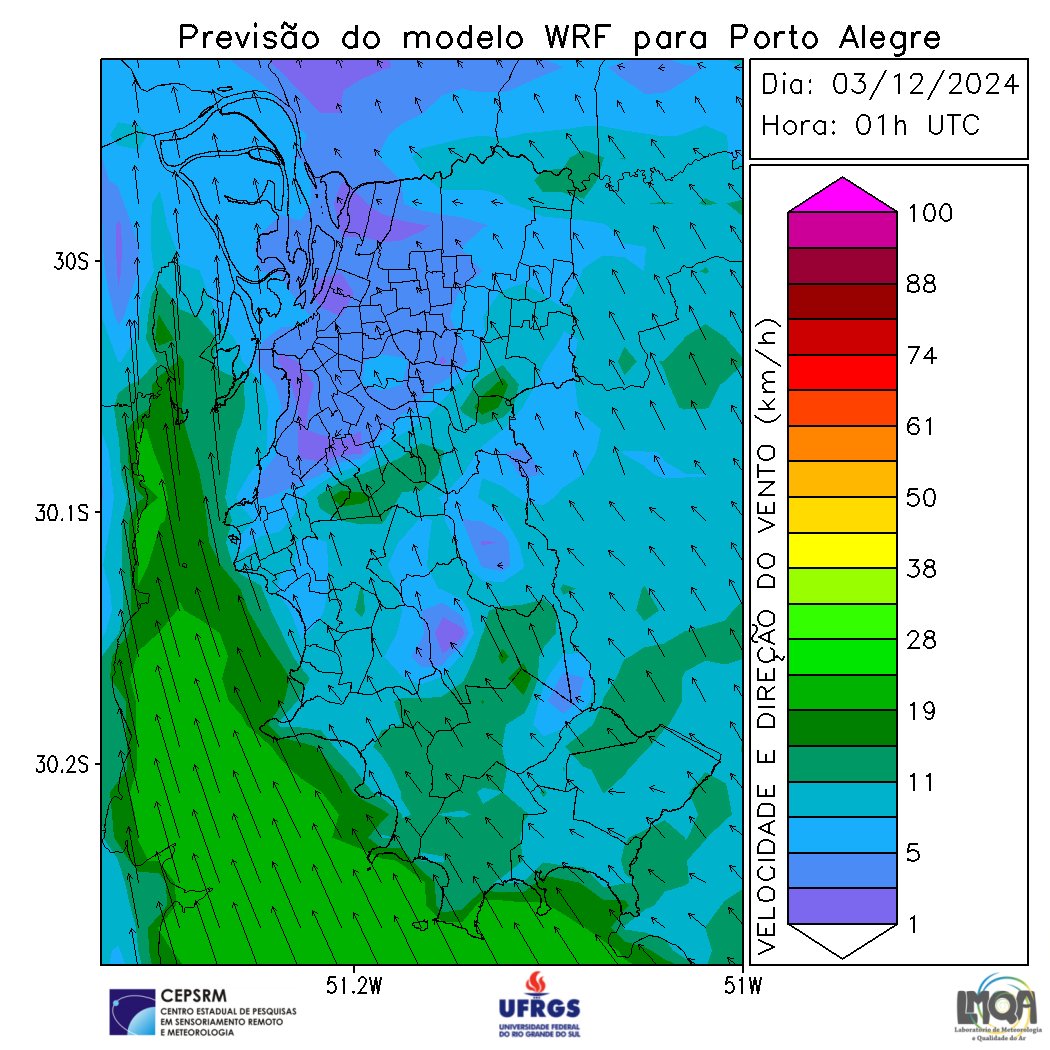 Previsão do modelo WRF para Porto Alegre
Dia: 03/12/2024
Hora: 01h UTC
30S
30.1S
30.2S
51.2W
51W
VELOCIDADE E DIREÇÃO DO VENTO (km/h)
100
88
74
61
50
38
28
19
11
5
1
CEPSRM
CENTRO ESTADUAL DE PESQUISAS
EM SENSORIAMENTO REMOTO
E METEOROLOGIA
UFRGS
UNIVERSIDADE FEDERAL
DO RIO GRANDE DO SUL
LMQA
Laboratório de Meteorologia
e Qualidade do Ar